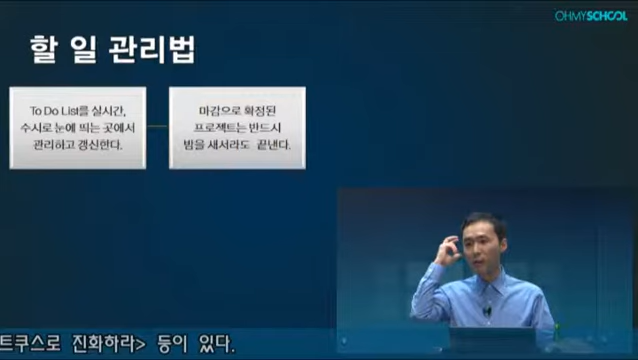 OHMYSCHOOL
할 일 관리법
To Do List를 실시간,
수시로 눈에 띄는 곳에서
관리하고 갱신한다.
마감으로 확정된
프로젝트는 반드시
밤을 새서라도 끝낸다.
트쿠스로 진화하라> 등이 있다.